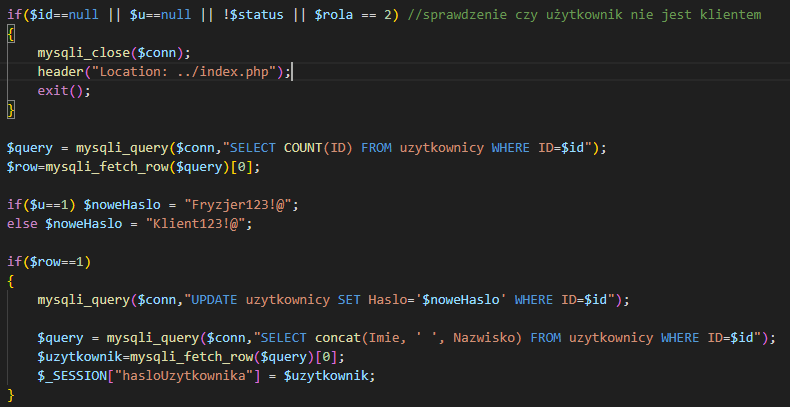 if($id==null || $u==null || !$status || $rola == 2) //sprawdzenie czy użytkownik nie jest klientem
{
mysqli_close($conn);
header("Location: ../index.php");
exit();
}
$query = mysqli_query($conn,"SELECT COUNT(ID) FROM uzytkownicy WHERE ID=$id");
$row=mysqli_fetch_row($query)[0];
if($u==1) $noweHaslo = "Fryzjer123!@";
else $noweHaslo = "Klient123!@";
if($row==1)
{
mysqli_query($conn,"UPDATE uzytkownicy SET Haslo='$noweHaslo' WHERE ID=$id");
$query = mysqli_query($conn,"SELECT concat(Imie, ' ', Nazwisko) FROM uzytkownicy WHERE ID=$id");
$uzytkownik=mysqli_fetch_row($query)[0];
$_SESSION["hasloUzytkownika"] = $uzytkownik;
}